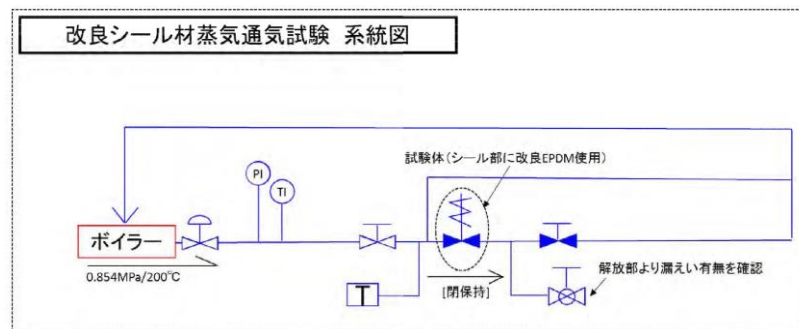 改良シール材蒸気通気試験 系統図
試験体(シール部に改良EPDM使用)
PI
TI
ボイラー
0.854MPa/200℃
T
[閉保持]
解放部より漏えい有無を確認